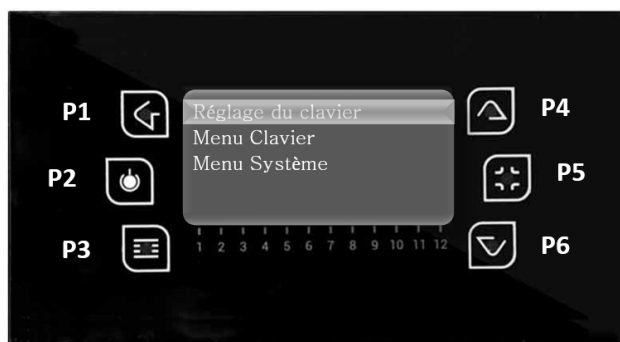 P1
P2
P3
Réglage du clavier
Menu Clavier
Menu Système
1 2 3 4 5 6 7 8 9 10 11 12
P4
P5
P6